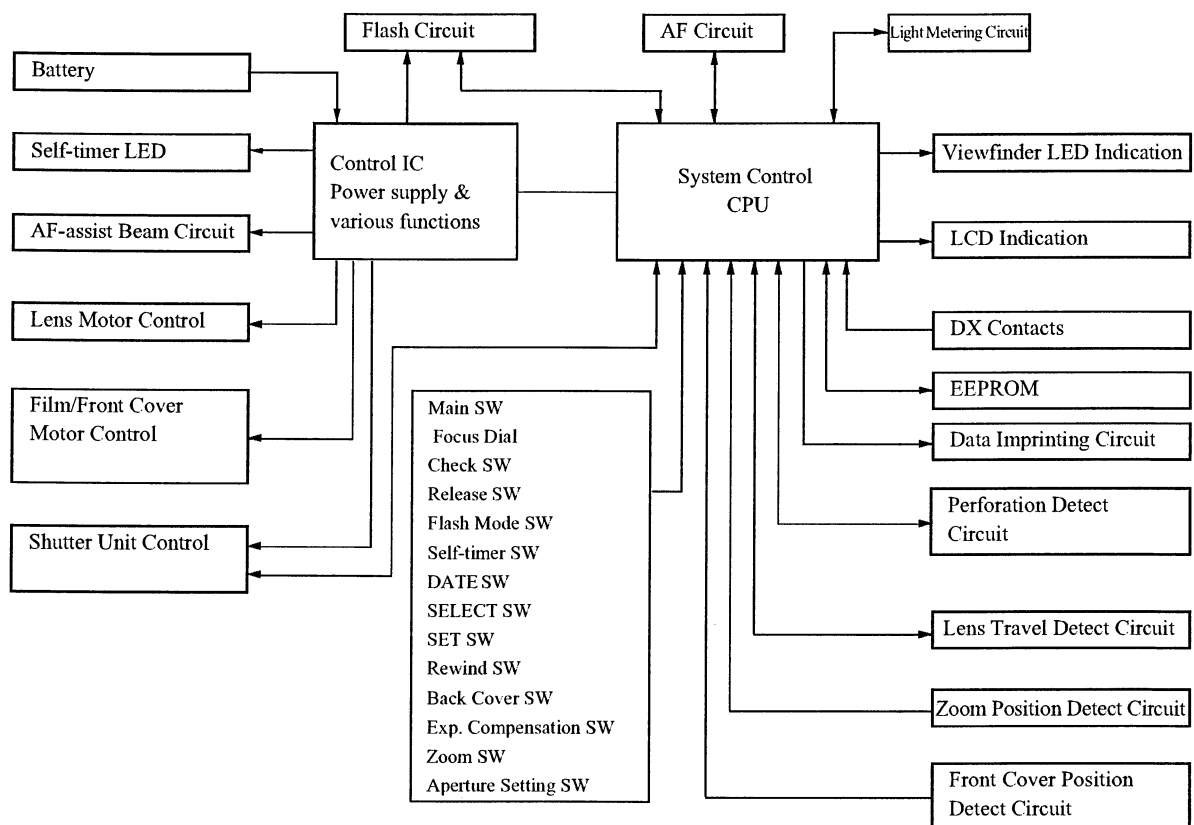 Flash Circuit
AF Circuit
Light Metering Circuit
Battery
Self-timer LED
AF-assist Beam Circuit
Lens Motor Control
Film/Front Cover
Motor Control
Shutter Unit Control
Control IC
Power supply &
various functions
System Control
CPU
Main SW
Focus Dial
Check SW
Release SW
Flash Mode SW
Self-timer SW
DATE SW
SELECT SW
SET SW
Rewind SW
Back Cover SW
Exp. Compensation SW
Zoom SW
Aperture Setting SW
Viewfinder LED Indication
LCD Indication
DX Contacts
EEPROM
Data Imprinting Circuit
Perforation Detect
Circuit
Lens Travel Detect Circuit
Zoom Position Detect Circuit
Front Cover Position
Detect Circuit